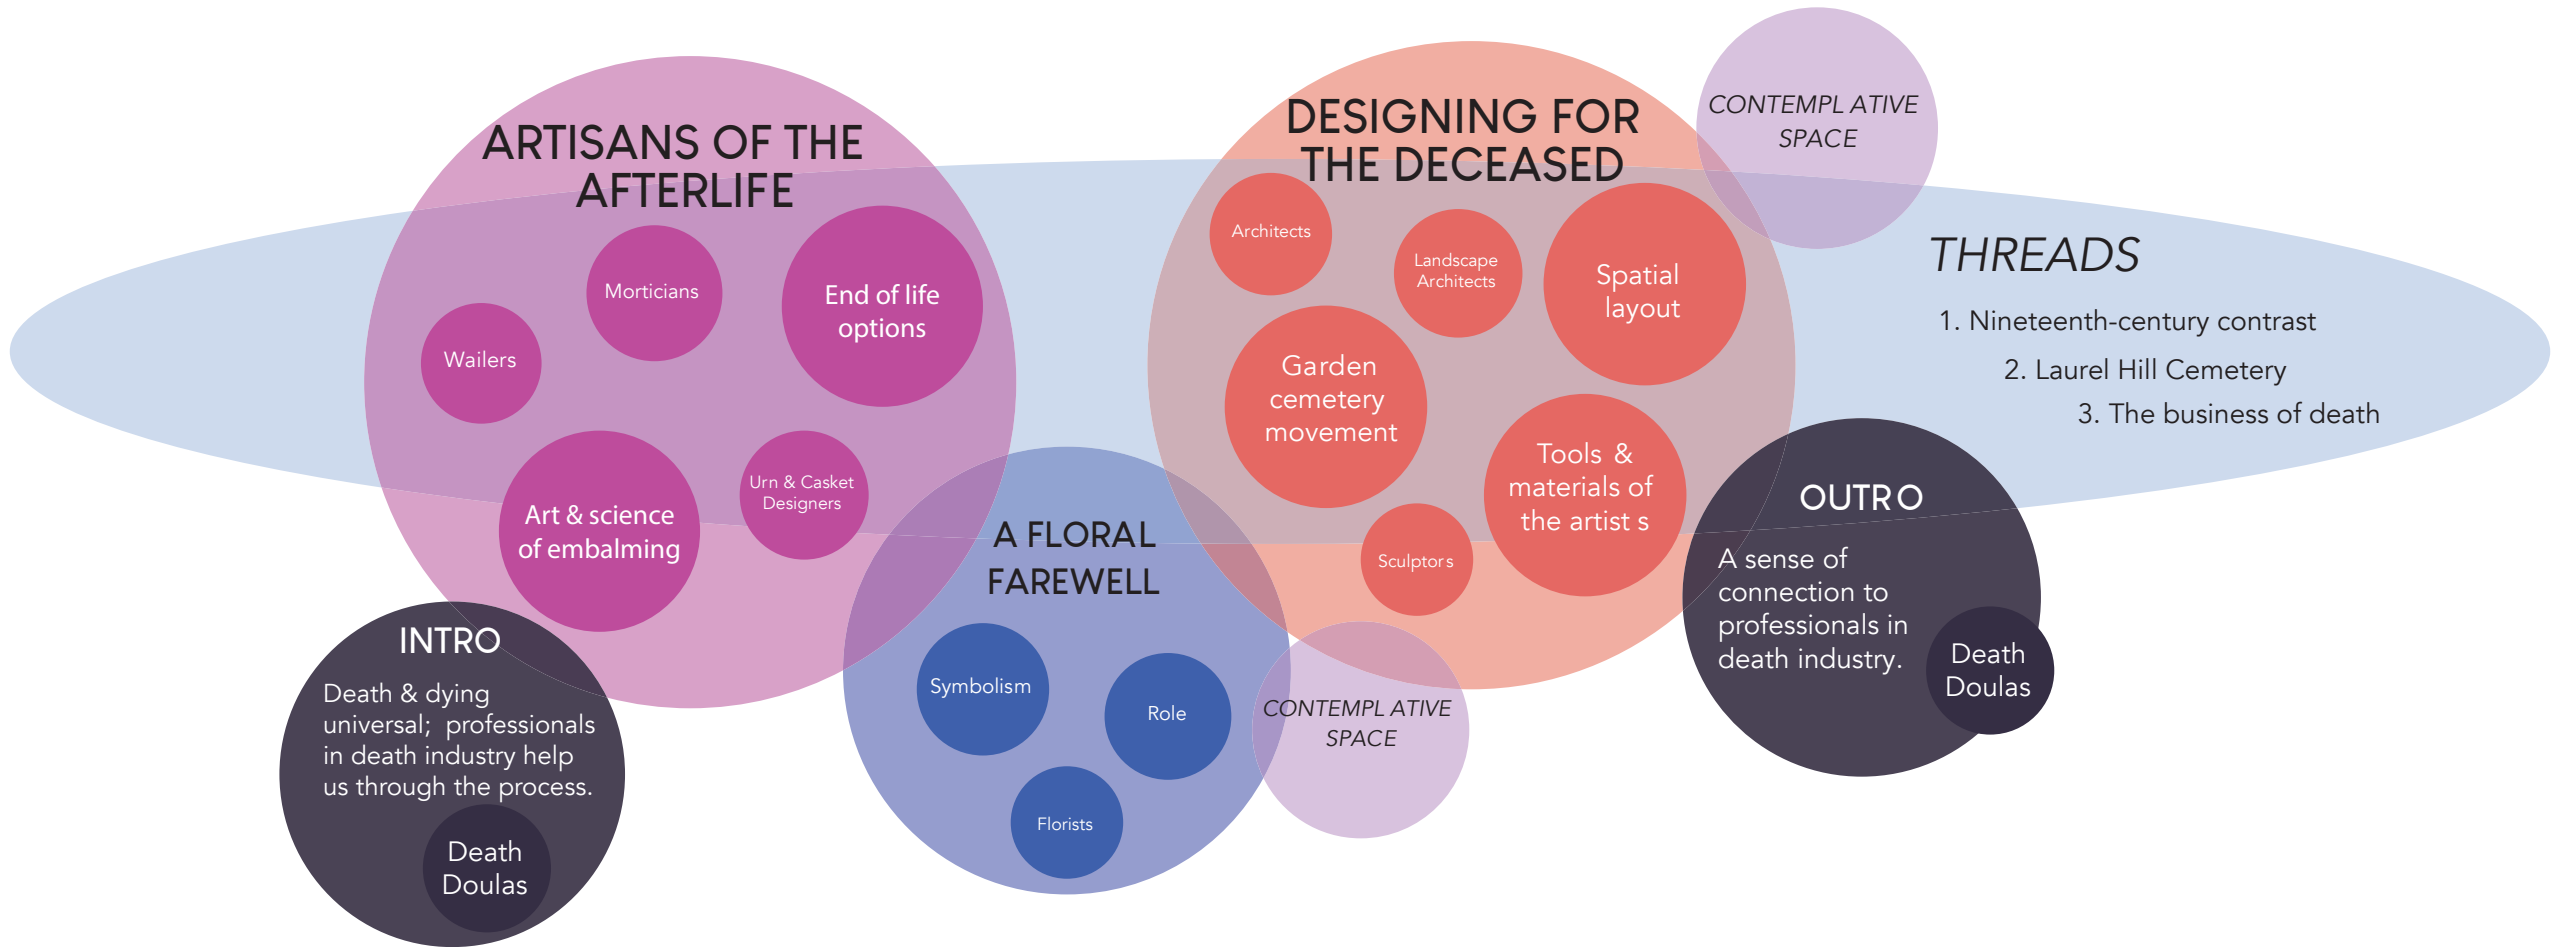 ARTISANS OF THE
AFTERLIFE
Morticians
End of life
options
Wailers
Art & science
of embalming
Urn & Casket
Designers
INTRO
Death & dying
universal; professionals
in death industry help
us through the process.
Death
Doulas
A FLORAL
FAREWELL
Symbolism
Role
Florists
DESIGNING FOR
THE DECEASED
Architects
Landscape
Architects
Spatial
layout
Garden
cemetery
movement
Tools &
materials of
the artist s
Sculptors
CONTEMPL ATIVE
SPACE
CONTEMPL ATIVE
SPACE
THREADS
1. Nineteenth-century contrast
2. Laurel Hill Cemetery
3. The business of death
OUTR O
A sense of
connection to
professionals in
death industry.
Death
Doulas